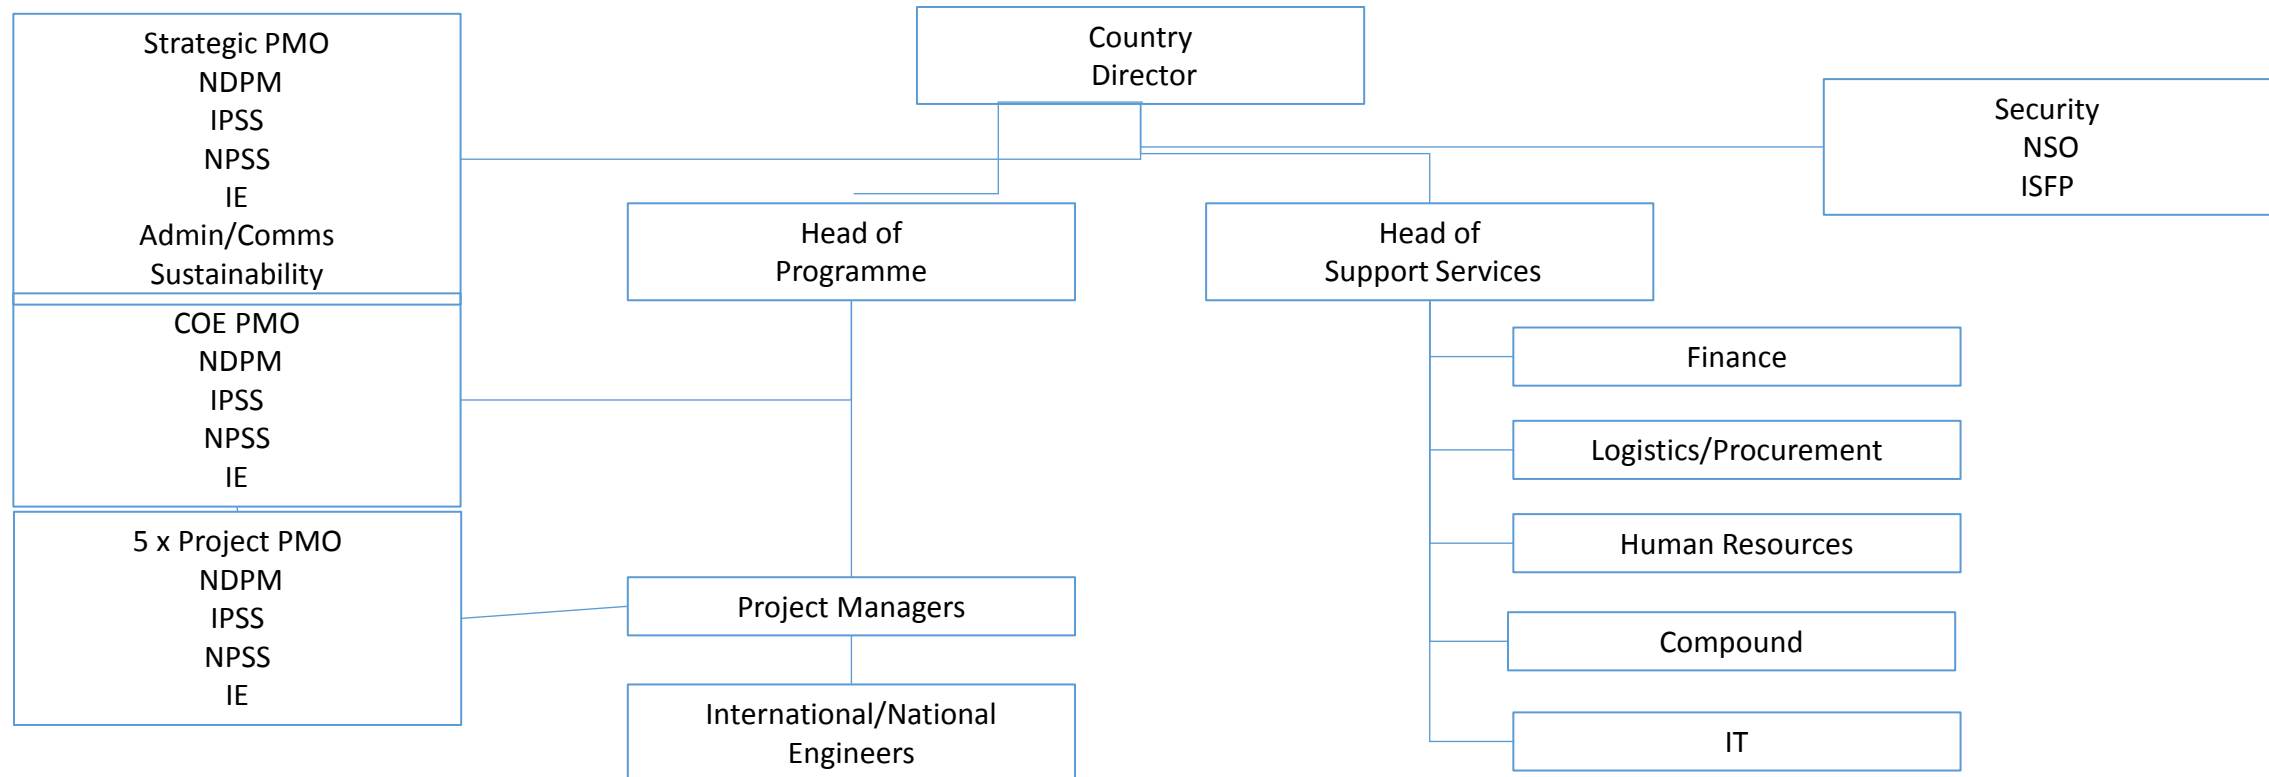 Strategic PMO
NDPM
IPSS
NPSS
IE
Admin/Comms
Sustainability
COE PMO
NDPM
IPSS
NPSS
IE
5 x Project PMO
NDPM
IPSS
NPSS
IE
Country
Director
Head of
Programme
Project Managers
International/National
Engineers
Head of
Support Services
Finance
Logistics/Procurement
Human Resources
Compound
IT
Security
NSO
ISFP